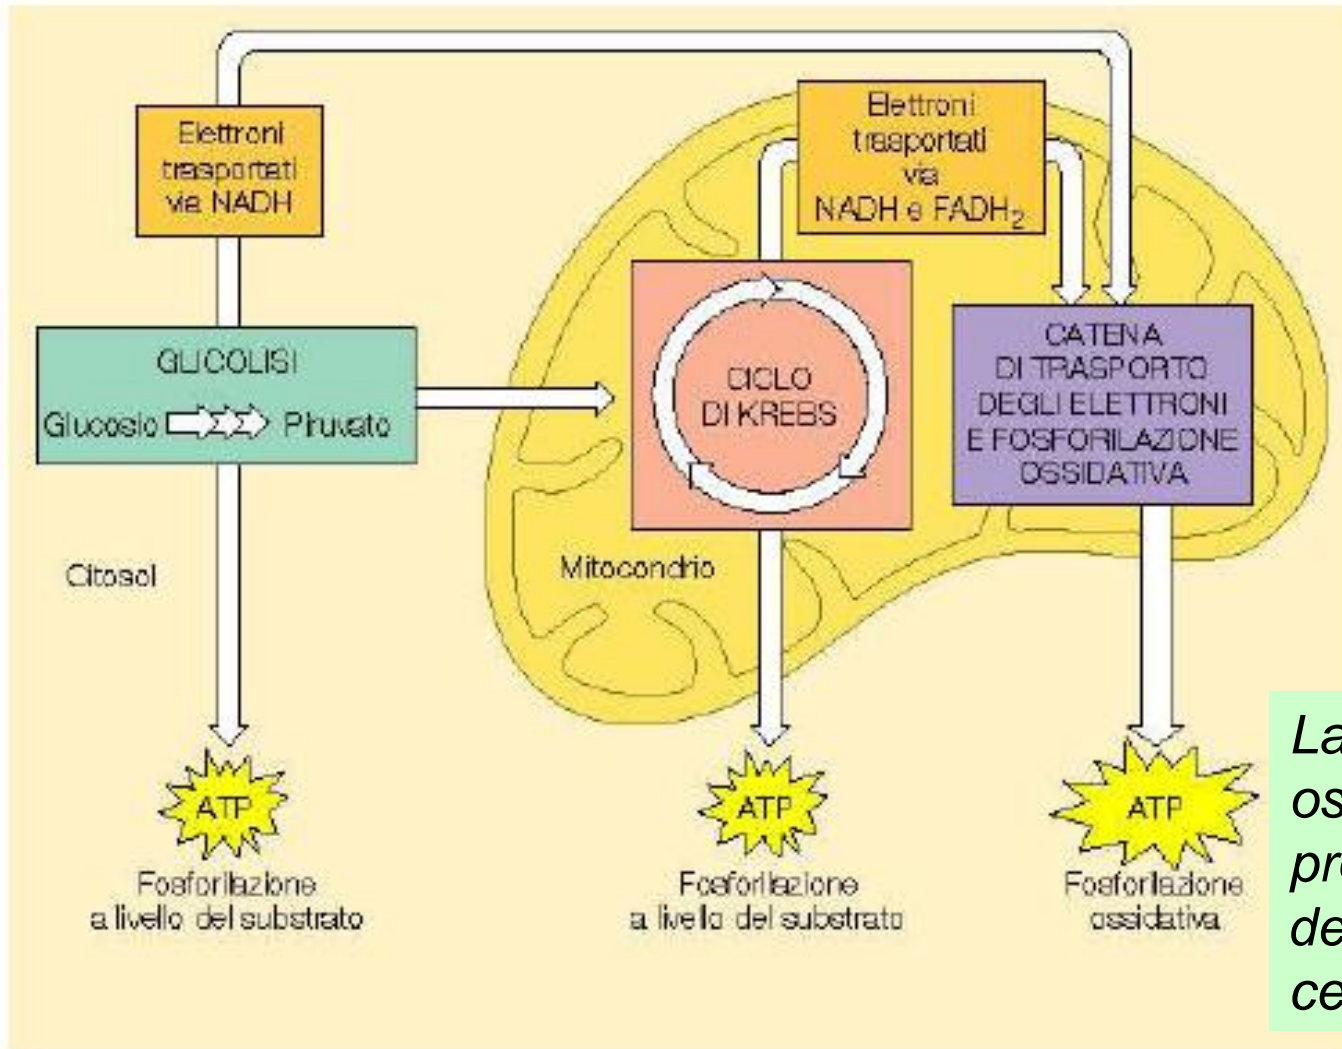 Elettroni
trasportati
via NADH
Elettroni
trasportati
via
NADH e FADH₂
GLICOLISI
Glucosio Piruvato
CICLO
DI KREBS
CATENA
DI TRASPORTO
DEGLI ELETTRONI
E FOSFORILAZIONE
OSSIDATIVA
Citosol
Mitocondrio
ATP
ATP
ATP
Fosforilazione
a livello del substrato
Fosforilazione
a livello del substrato
Fosforilazione
ossidativa
La
os
pr
de
ce